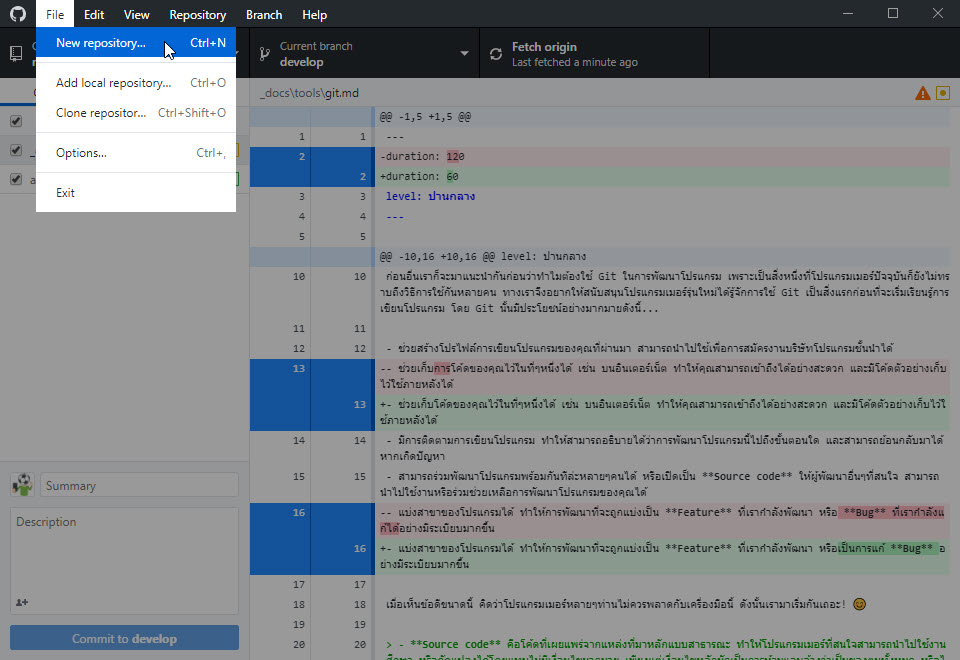 File Edit View Repository Branch Help
New repository... Ctrl+N
Add local repository... Ctrl+O
Clone repositor... Ctrl+Shift+O
Options... Ctrl+,
Exit
Current branch
develop
Fetch origin
Last fetched a minute ago
_docs\tools\git.md
@@ -1,5 +1,5 @@
1 1 ---
2 -duration: 120
2 +duration: 60
3 3 level: ปานกลาง
4 4 ---
5 5
@@ -10,16 +10,16 @@ level: ปานกลาง
10 10 ก่อนอื่นเราก็จะมาแนะนำกันก่อนว่าทำไมต้องใช้ Git ในการพัฒนาโปรแกรม เพราะเป็นสิ่งหนึ่งที่โปรแกรมเมอร์ปัจจุบันก็ยังไม่ทร
าบถึงวิธีการใช้กันหลายคน ทางเราจึงอยากให้สนับสนุนโปรแกรมเมอร์รุ่นใหม่ได้รู้จักการใช้ Git เป็นสิ่งแรกก่อนที่จะเริ่มเรียนรู้การ
เขียนโปรแกรม โดย Git นั้นมีประโยชน์อย่างมากมายดังนี้...
11 11
12 12 - ช่วยสร้างโปรไฟล์การเขียนโปรแกรมของคุณที่ผ่านมา สามารถนำไปใช้เพื่อการสมัครงานบริษัทโปรแกรมชั้นนำได้
13 -- ช่วยเก็บการโค้ดของคุณไว้ในที่ๆหนึ่งได้ เช่น บนอินเตอร์เน็ต ทำให้คุณสามารถเข้าถึงได้อย่างสะดวก และมีโค้ดตัวอย่างเก็บ
ไว้ใช้ภายหลังได้
13 +- ช่วยเก็บโค้ดของคุณไว้ในที่ๆหนึ่งได้ เช่น บนอินเตอร์เน็ต ทำให้คุณสามารถเข้าถึงได้อย่างสะดวก และมีโค้ดตัวอย่างเก็บไว้ใ
ช้ภายหลังได้
14 14 - มีการติดตามการเขียนโปรแกรม ทำให้สามารถอธิบายได้ว่าการพัฒนาโปรแกรมนี้ไปถึงขั้นตอนใด และสามารถย้อนกลับมาได้
หากเกิดปัญหา
15 15 - สามารถร่วมพัฒนาโปรแกรมพร้อมกันทีล่ะหลายๆคนได้ หรือเปิดเป็น **Source code** ให้ผู้พัฒนาอื่นๆที่สนใจ สามารถ
นำไปใช้งานหรือร่วมช่วยเหลือการพัฒนาโปรแกรมของคุณได้
16 -- แบ่งสาขาของโปรแกรมได้ ทำให้การพัฒนาที่จะถูกแบ่งเป็น **Feature** ที่เรากำลังพัฒนา หรือ **Bug** ที่เรากำลังแ
ก้ได้อย่างมีระเบียบมากขึ้น
16 +- แบ่งสาขาของโปรแกรมได้ ทำให้การพัฒนาที่จะถูกแบ่งเป็น **Feature** ที่เรากำลังพัฒนา หรือเป็นการแก้ **Bug** อ
ย่างมีระเบียบมากขึ้น
17 17
18 18 เมื่อเห็นข้อดีขนาดนี้ คิดว่าโปรแกรมเมอร์หลายๆท่านไม่ควรพลาดกับเครื่องมือนี้ ดังนั้นเรามาเริ่มกันเถอะ! 😊
19 19
20 20 > - **Source code** คือโค้ดที่เผยแพร่จากแหล่งที่มาหลักแบบสาธารณะ ทำให้โปรแกรมเมอร์ที่สนใจสามารถนำไปใช้งาน
Summary
Description
Commit to develop